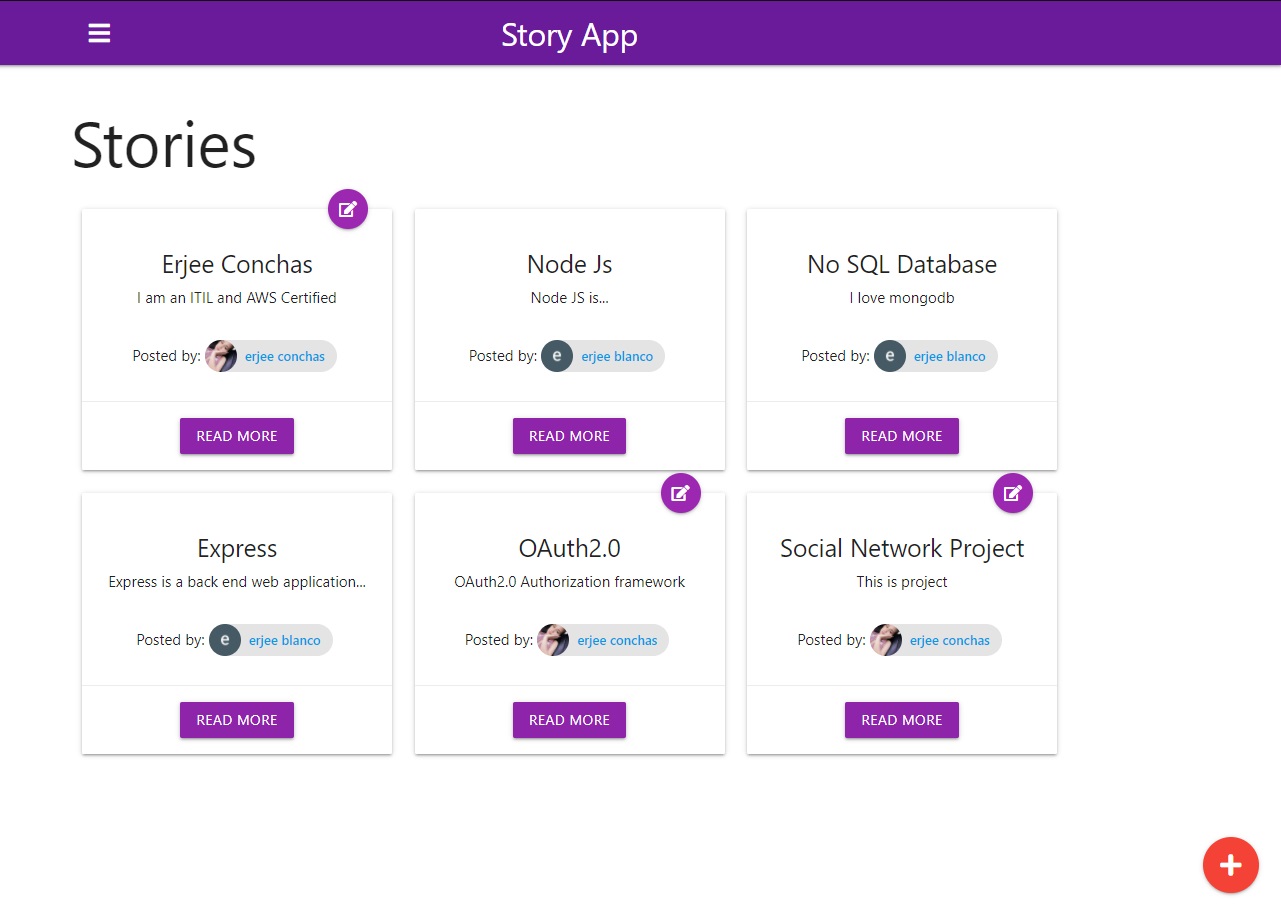 Story App
Stories
Erjee Conchas
I am an ITIL and AWS Certified
Posted by: erjee conchas
READ MORE
Node Js
Node JS is...
Posted by: e erjee blanco
READ MORE
No SQL Database
I love mongodb
Posted by: e erjee blanco
READ MORE
Express
Express is a back end web application...
Posted by: e erjee blanco
READ MORE
OAuth2.0
OAuth2.0 Authorization framework
Posted by: erjee conchas
READ MORE
Social Network Project
This is project
Posted by: erjee conchas
READ MORE